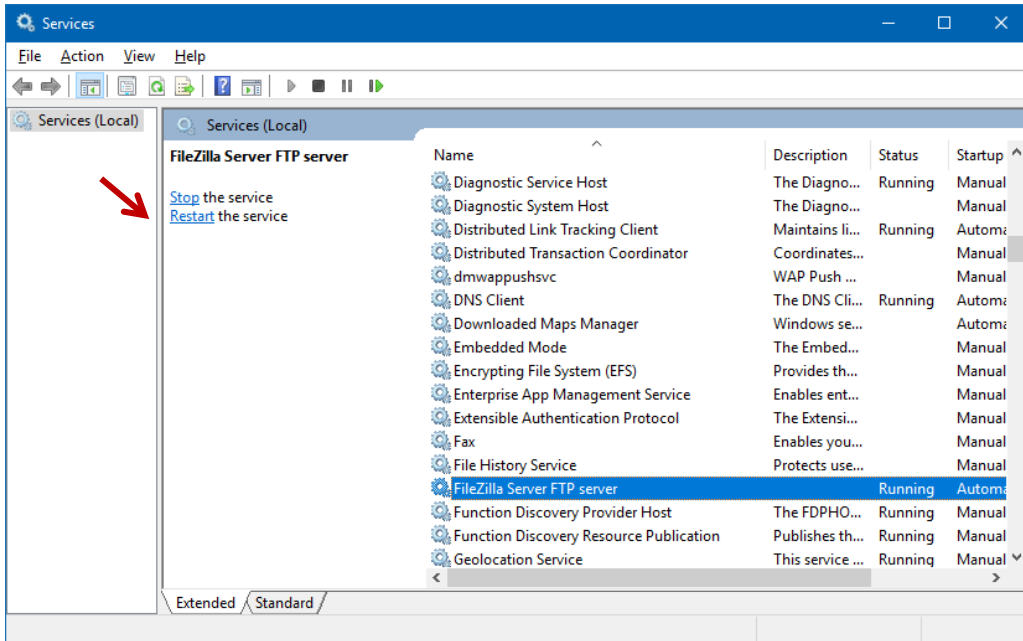 Services
File Action View Help
Services (Local)
Services (Local)
FileZilla Server FTP server
Stop the service
Restart the service
Name Description Status Startup
Diagnostic Service Host The Diagno... Running Manual
Diagnostic System Host The Diagno... Manual
Distributed Link Tracking Client Maintains li... Running Automa
Distributed Transaction Coordinator Coordinates... Manual
dmwappushsvc WAP Push ... Manual
DNS Client The DNS Cli... Running Automa
Downloaded Maps Manager Windows se... Automa
Embedded Mode The Embed... Manual
Encrypting File System (EFS) Provides th... Manual
Enterprise App Management Service Enables ent... Manual
Extensible Authentication Protocol The Extensi... Manual
Fax Enables you... Manual
File History Service Protects use... Manual
FileZilla Server FTP server Running Automa
Function Discovery Provider Host The FDPHO... Running Manual
Function Discovery Resource Publication Publishes th... Running Manual
Geolocation Service This service ... Running Manual
Extended Standard